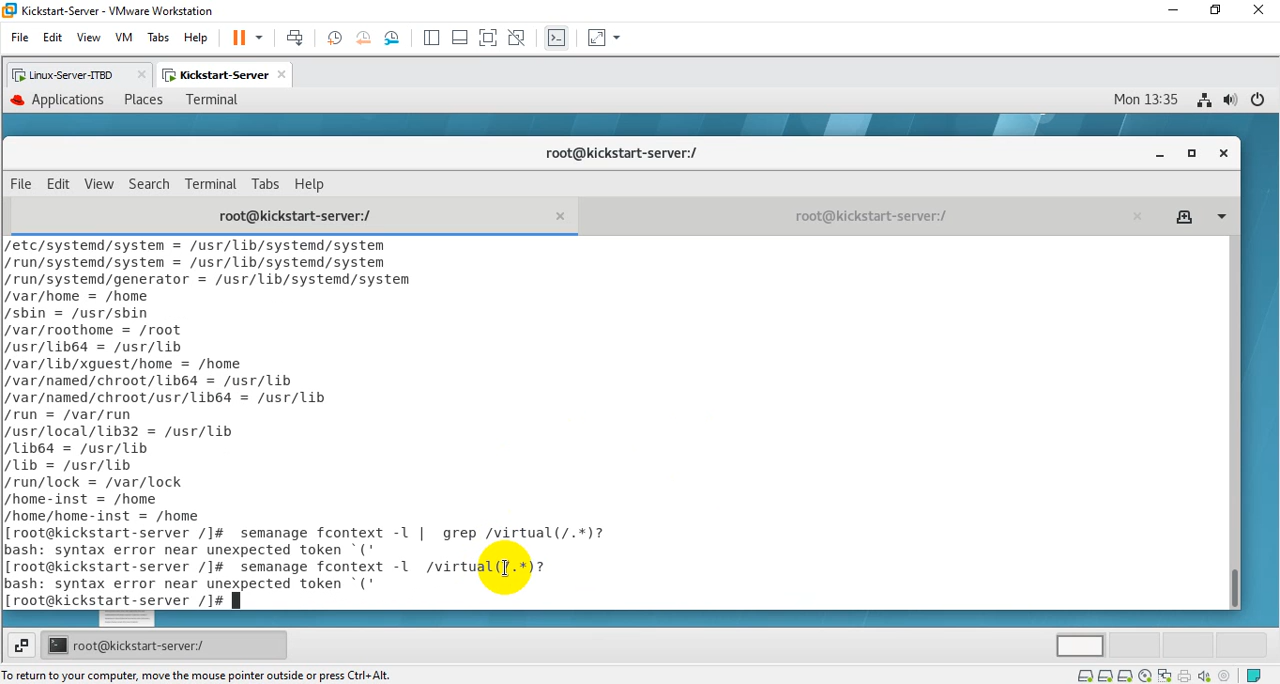 Kickstart-Server - VMware Workstation
File Edit View VM Tabs Help
Linux-Server-ITBD Kickstart-Server
Applications Places Terminal Mon 13:35
root@kickstart-server:/
File Edit View Search Terminal Tabs Help
root@kickstart-server:/ root@kickstart-server:/
/etc/systemd/system = /usr/lib/systemd/system
/run/systemd/system = /usr/lib/systemd/system
/run/systemd/generator = /usr/lib/systemd/system
/var/home = /home
/sbin = /usr/sbin
/var/roothome = /root
/usr/lib64 = /usr/lib
/var/lib/xguest/home = /home
/var/named/chroot/lib64 = /usr/lib
/var/named/chroot/usr/lib64 = /usr/lib
/run = /var/run
/usr/local/lib32 = /usr/lib
/lib64 = /usr/lib
/lib = /usr/lib
/run/lock = /var/lock
/home-inst = /home
/home/home-inst = /home
[root@kickstart-server /]#  semanage fcontext -l |  grep /virtual(/.*)?
bash: syntax error near unexpected token `('
[root@kickstart-server /]#  semanage fcontext -l  /virtual(/.*)?
bash: syntax error near unexpected token `('
[root@kickstart-server /]#
root@kickstart-server:/
To return to your computer, move the mouse pointer outside or press Ctrl+Alt.